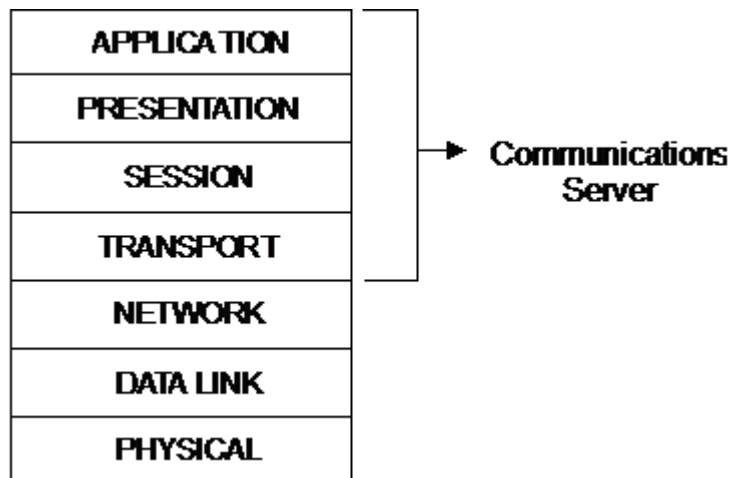 APPLICATION
PRESENTATION
SESSION
TRANSPORT
NETWORK
DATA LINK
PHYSICAL
Communications
Server